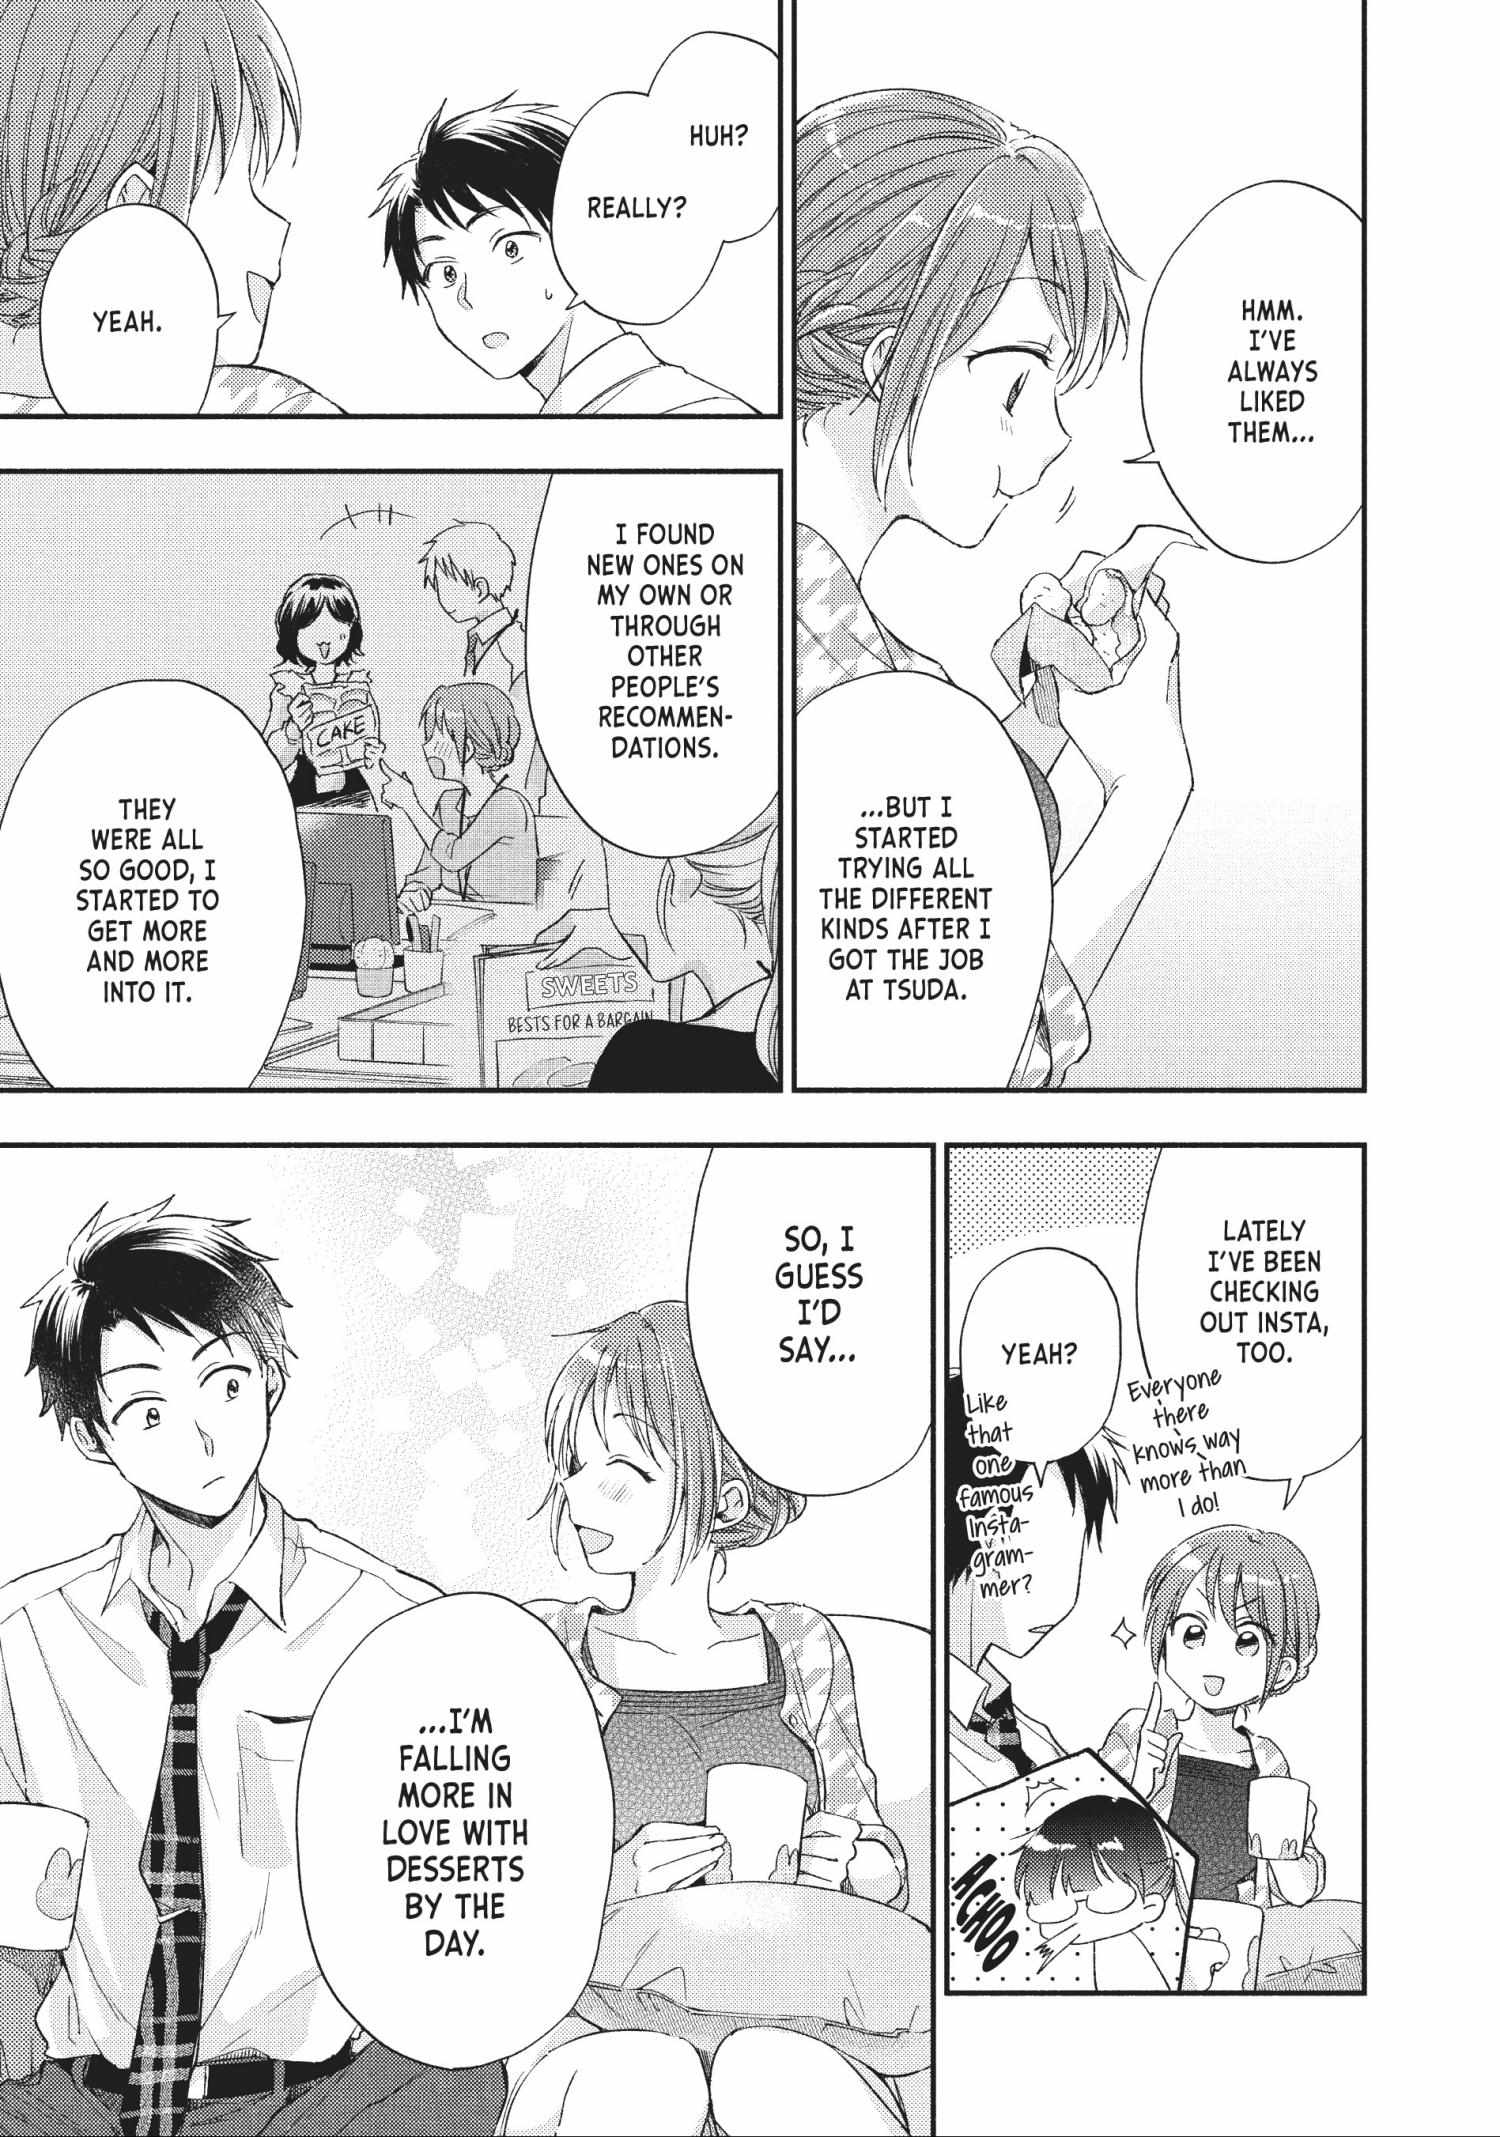 HMM.
I'VE
ALWAYS
LIKED
THEM...
...BUT I
STARTED
TRYING ALL
THE DIFFERENT
KINDS AFTER I
GOT THE JOB
AT TSUDA.
HUH?
REALLY?
YEAH.
I FOUND
NEW ONES ON
MY OWN OR
THROUGH
OTHER
PEOPLE'S
RECOMMEN-
DATIONS.
CAKE
SWEETS
BESTS FOR A BARGAIN
THEY
WERE ALL
SO GOOD, I
STARTED TO
GET MORE
AND MORE
INTO IT.
LATELY
I'VE BEEN
CHECKING
OUT INSTA,
TOO.
Everyone
there
knows way
more than
I do!
YEAH?
Like
that
one
famous
Insta-
gram-
mer?
ACHOO
SO, I
GUESS
I'D
SAY...
...I'M
FALLING
MORE IN
LOVE WITH
DESSERTS
BY THE
DAY.